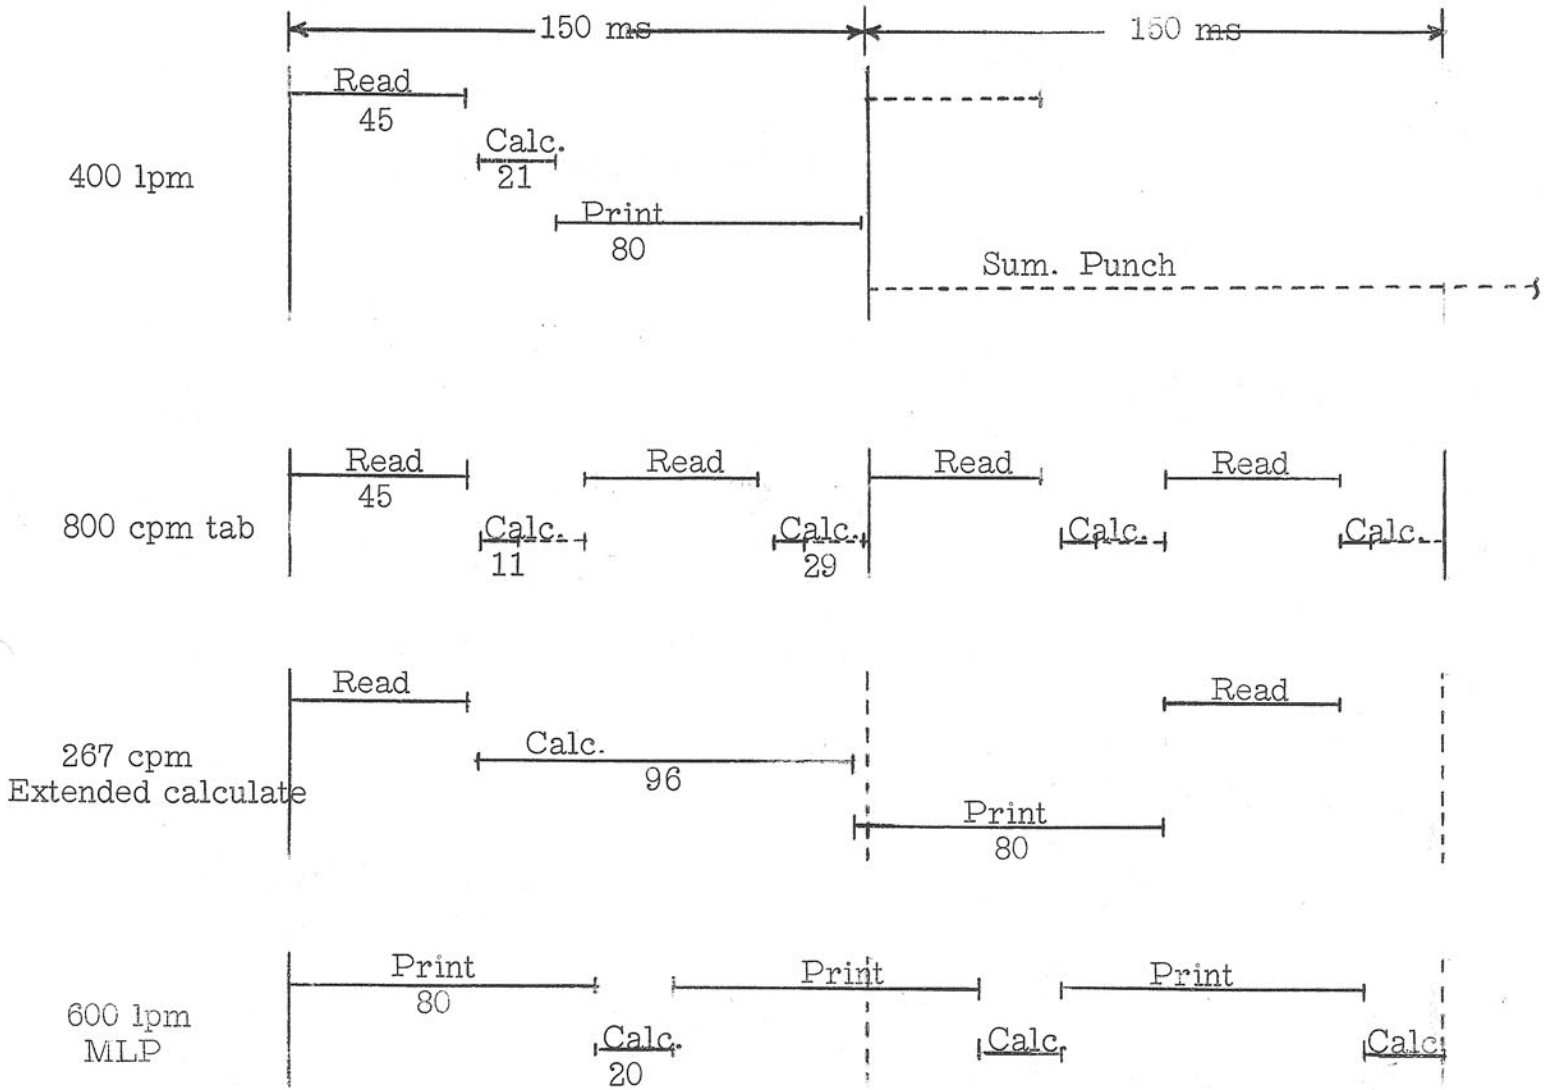 150 ms 150 ms
Read
45
Calc.
21
400 lpm
Print
80
Sum. Punch
Read Read Read Read
45
800 cpm tab
Calc. Calc. Calc. Calc.
11 29
Read Read
267 cpm
Extended calculate
Calc.
96
Print
80
Print Print Print
80
600 lpm
MLP
Calc. Calc. Calc.
20